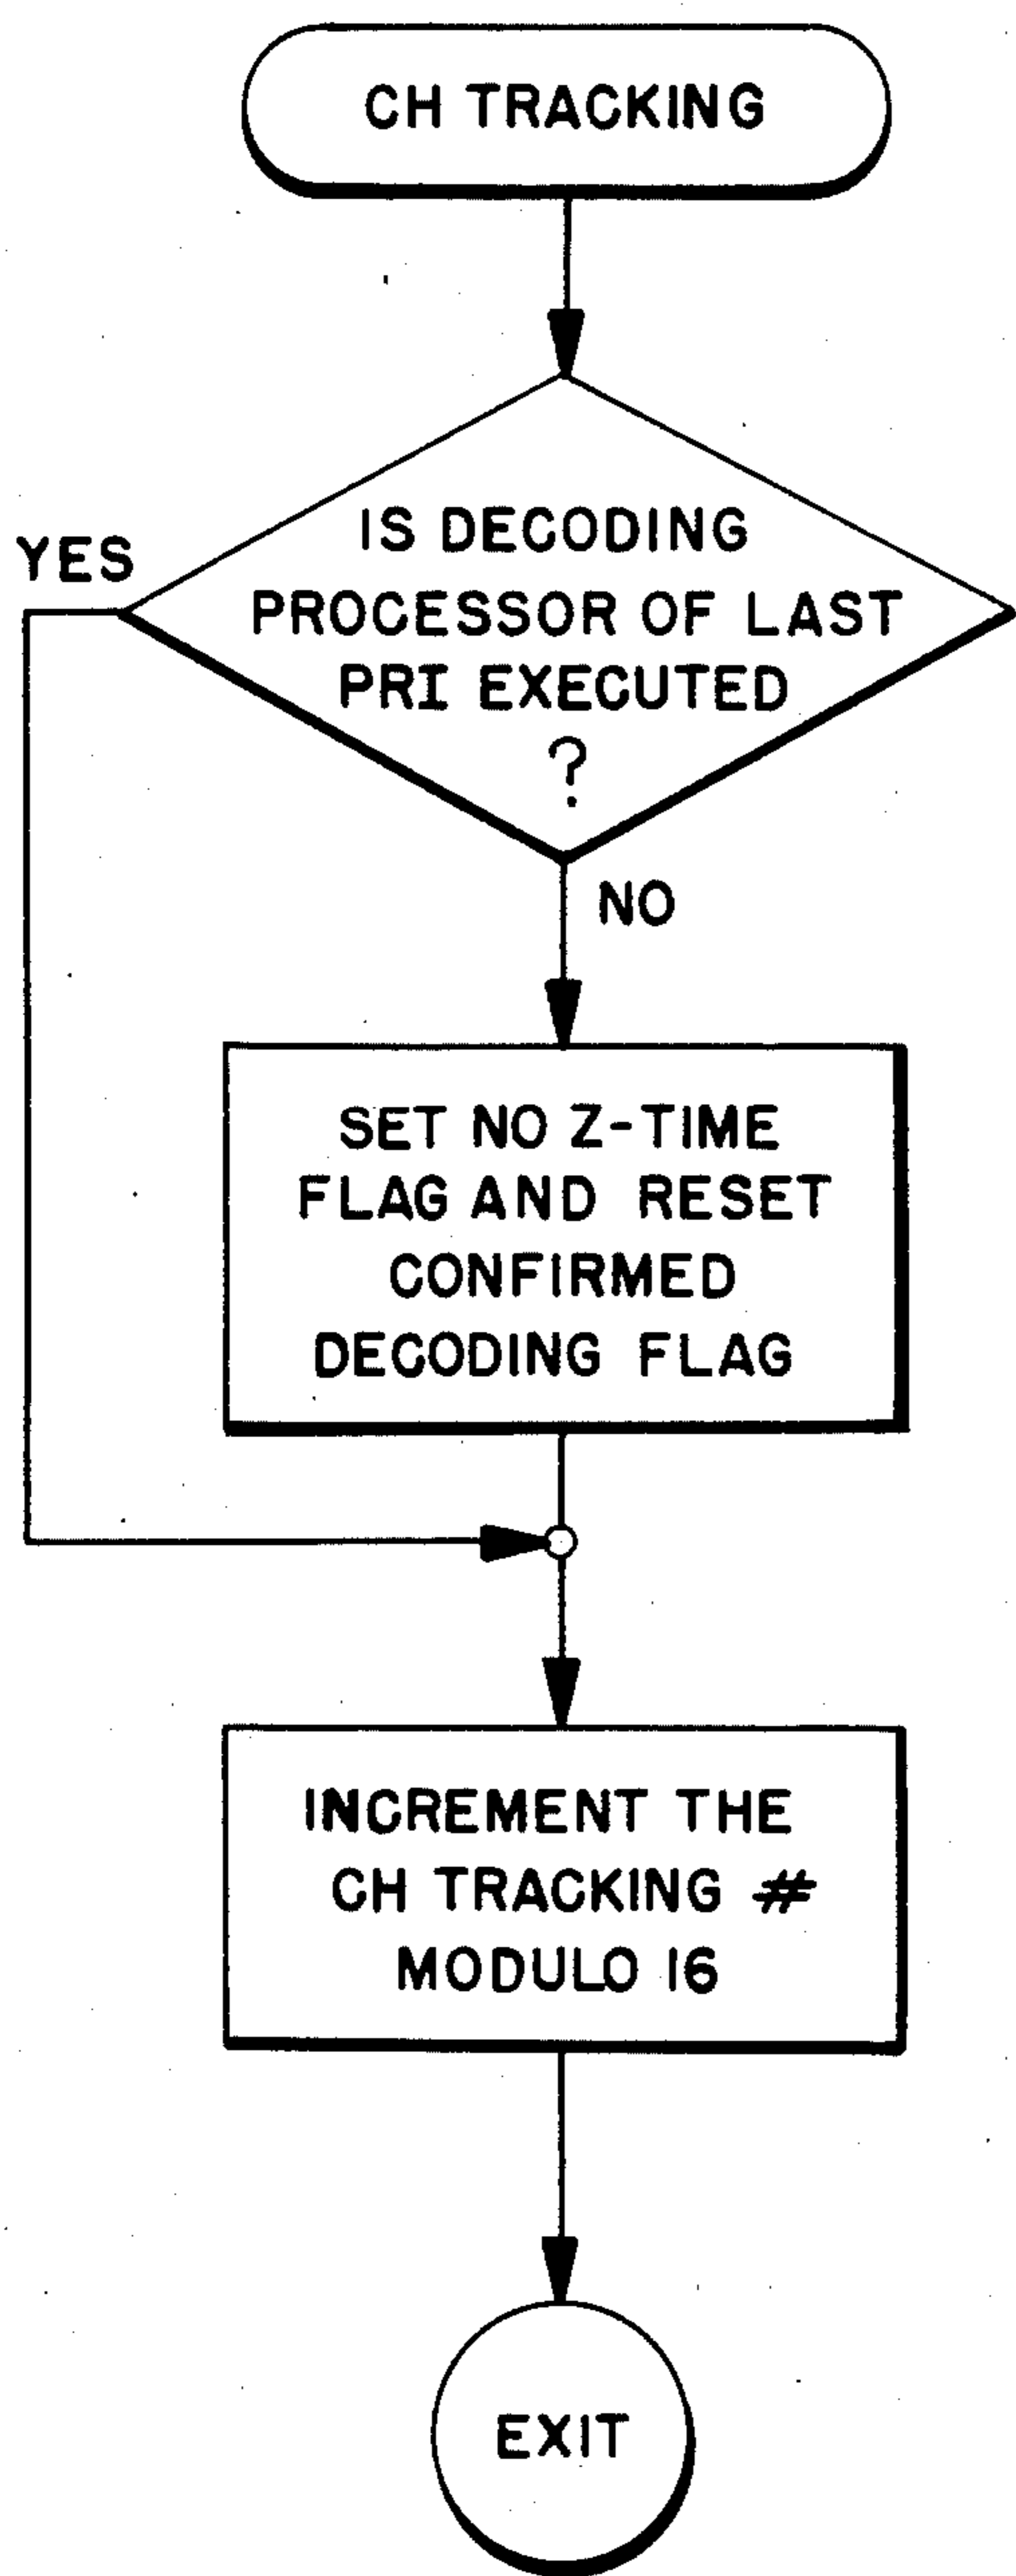 CH TRACKING
IS DECODING
YES
PROCESSOR OF LAST
PRI EXECUTED
?
NO
SET NO Z-TIME
FLAG AND RESET
CONFIRMED
DECODING FLAG
INCREMENT THE
CH TRACKING #
MODULO 16
EXIT